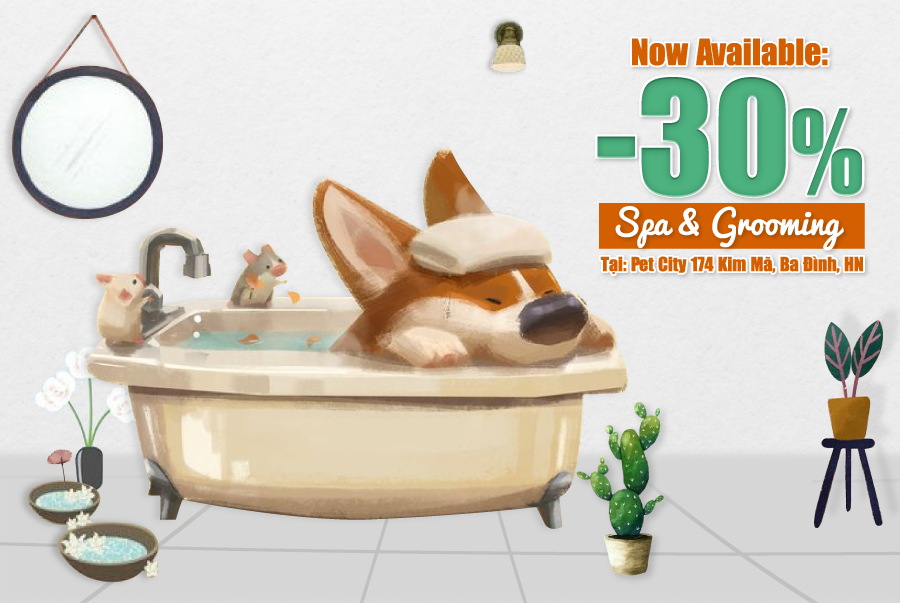 Now Available:
-30%
Spa & Grooming
Tại: Pet City 174 Kim Mã, Ba Đình, HN